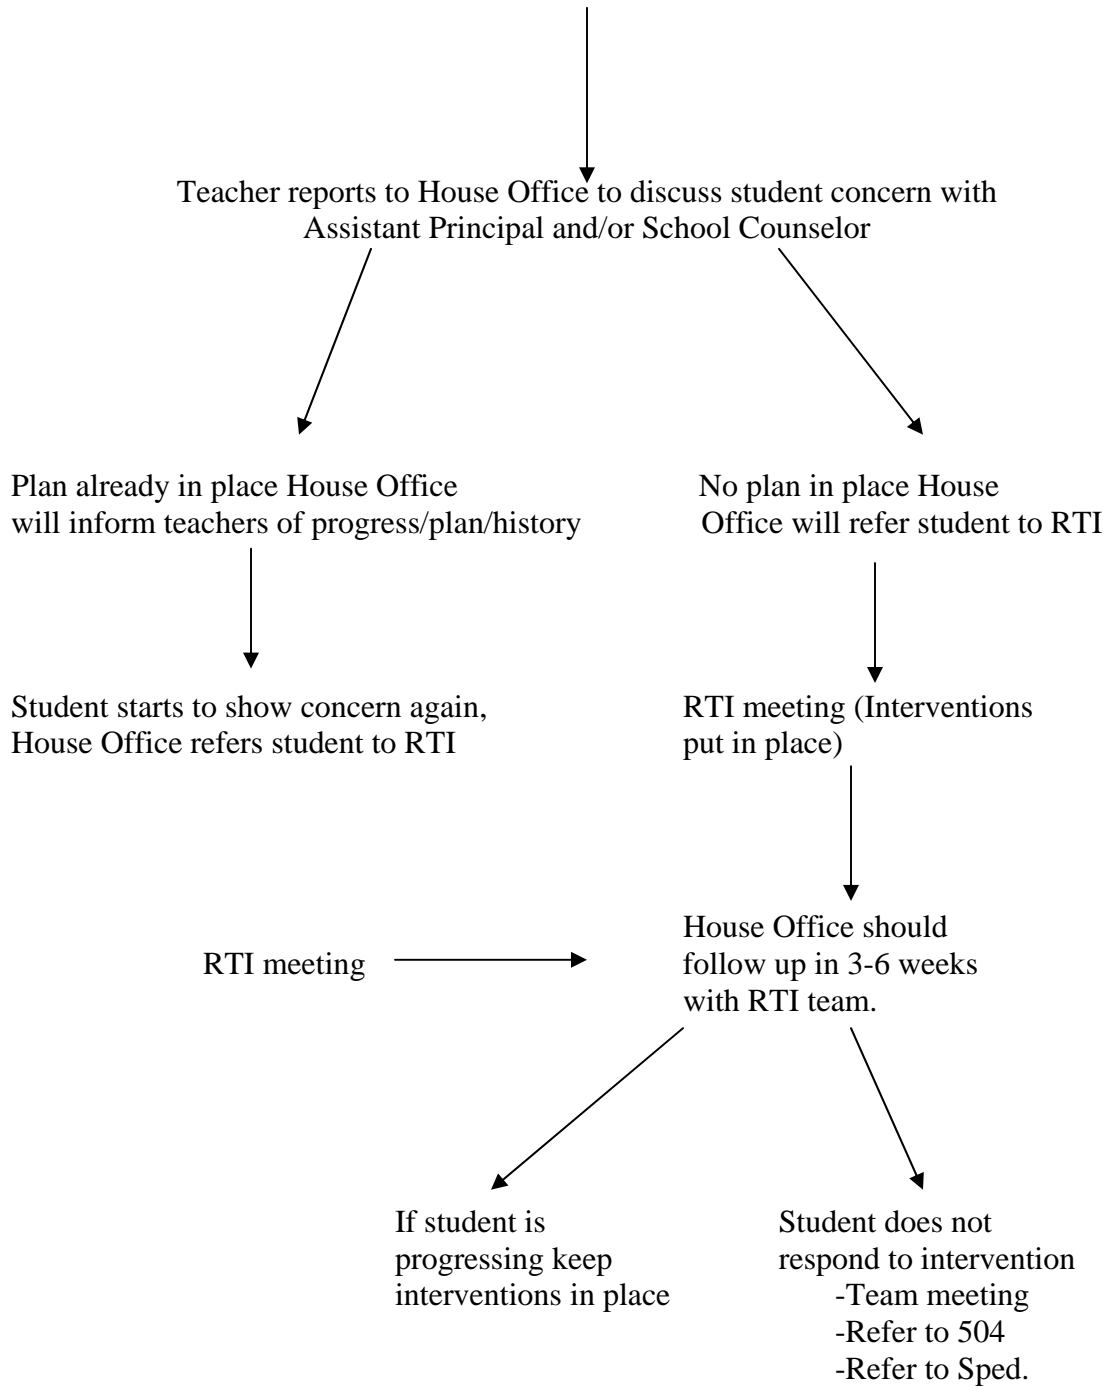 Teacher reports to House Office to discuss student concern with
Assistant Principal and/or School Counselor
Plan already in place House Office
will inform teachers of progress/plan/history
No plan in place House
Office will refer student to RTI
Student starts to show concern again,
House Office refers student to RTI
RTI meeting (Interventions
put in place)
RTI meeting
House Office should
follow up in 3-6 weeks
with RTI team.
If student is
progressing keep
interventions in place
Student does not
respond to intervention
-Team meeting
-Refer to 504
-Refer to Sped.